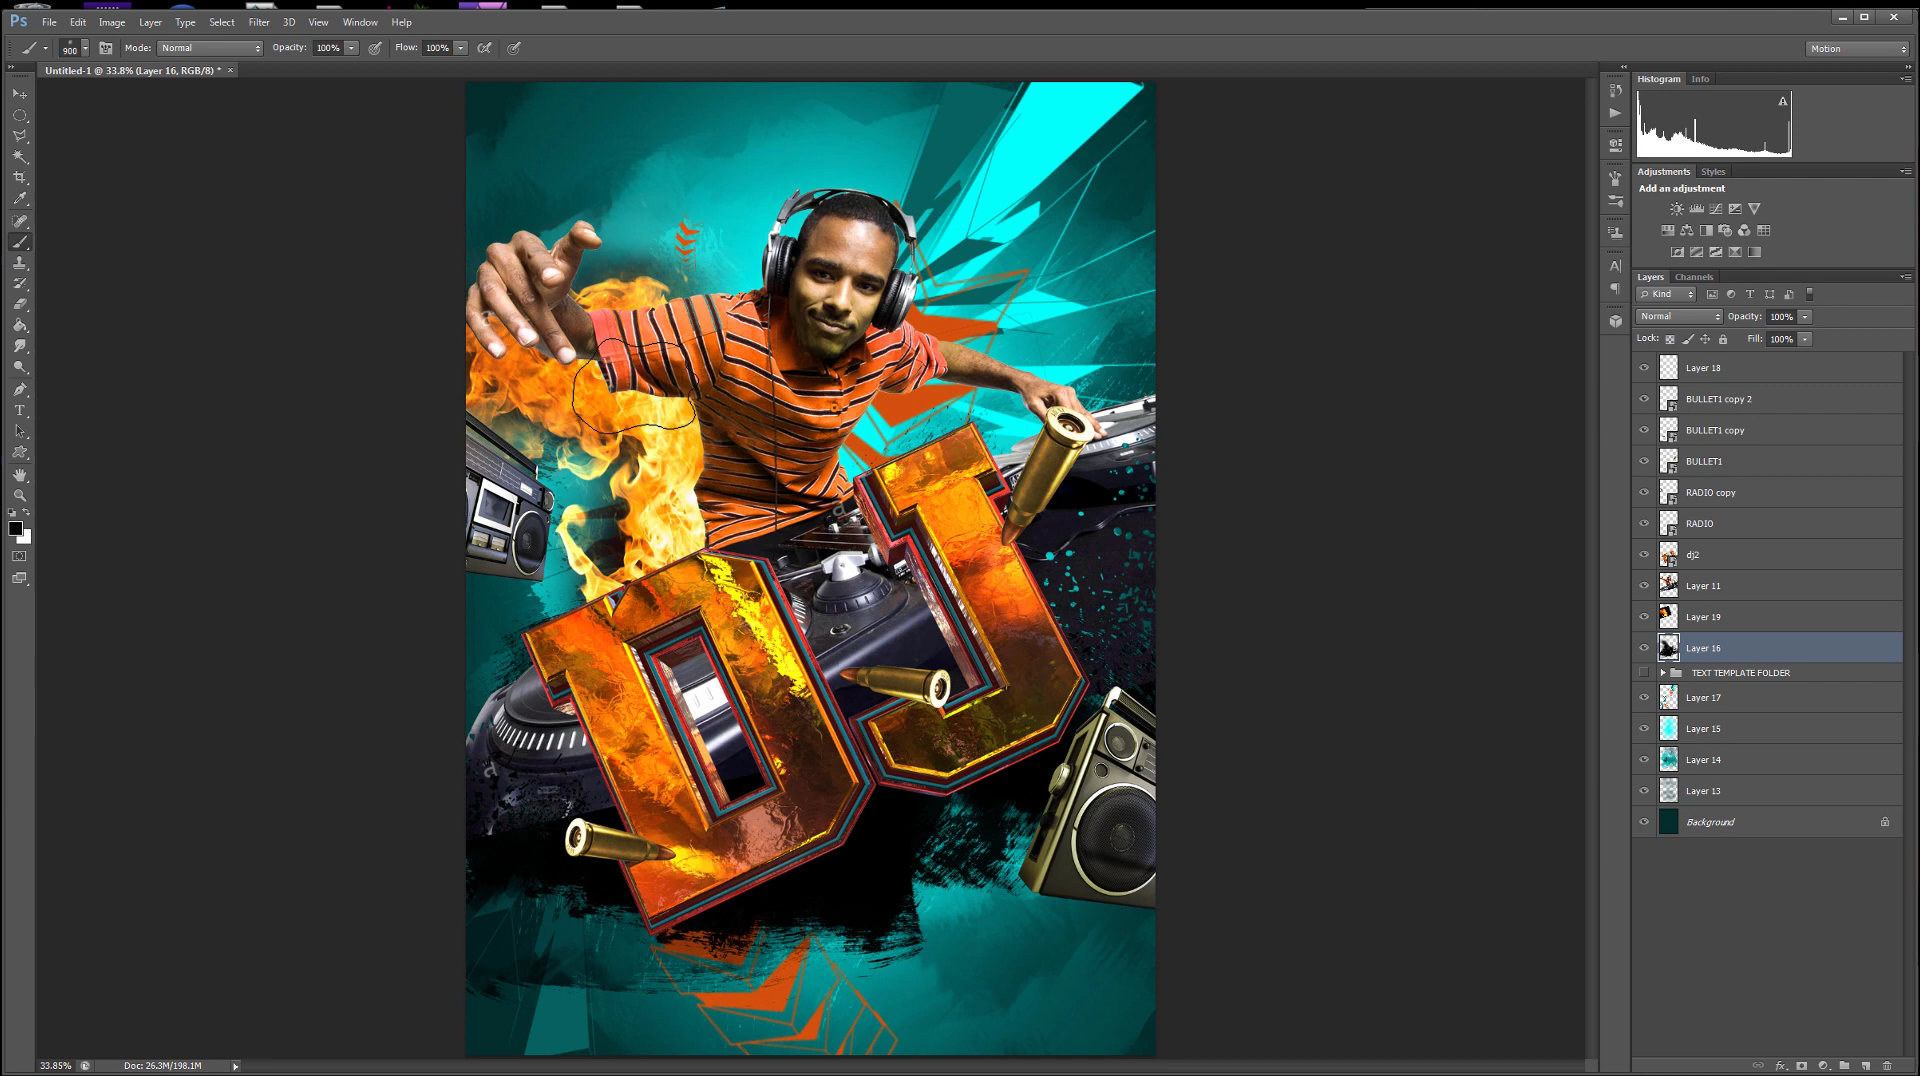 Ps File Edit Image Layer Type Select Filter 3D View Window Help
900 Mode: Normal Opacity: 100% Flow: 100% Motion
Untitled-1 @ 33.8% (Layer 16, RGB/8) * ×
Histogram Info
Adjustments Styles
Add an adjustment
Layers Channels
Kind
Normal Opacity: 100%
Lock: Fill: 100%
Layer 18
BULLET1 copy 2
BULLET1 copy
BULLET1
RADIO copy
RADIO
dj2
Layer 11
Layer 19
Layer 16
TEXT TEMPLATE FOLDER
Layer 17
Layer 15
Layer 14
Layer 13
Background
DJ
33.85% Doc: 26.3M/198.1M